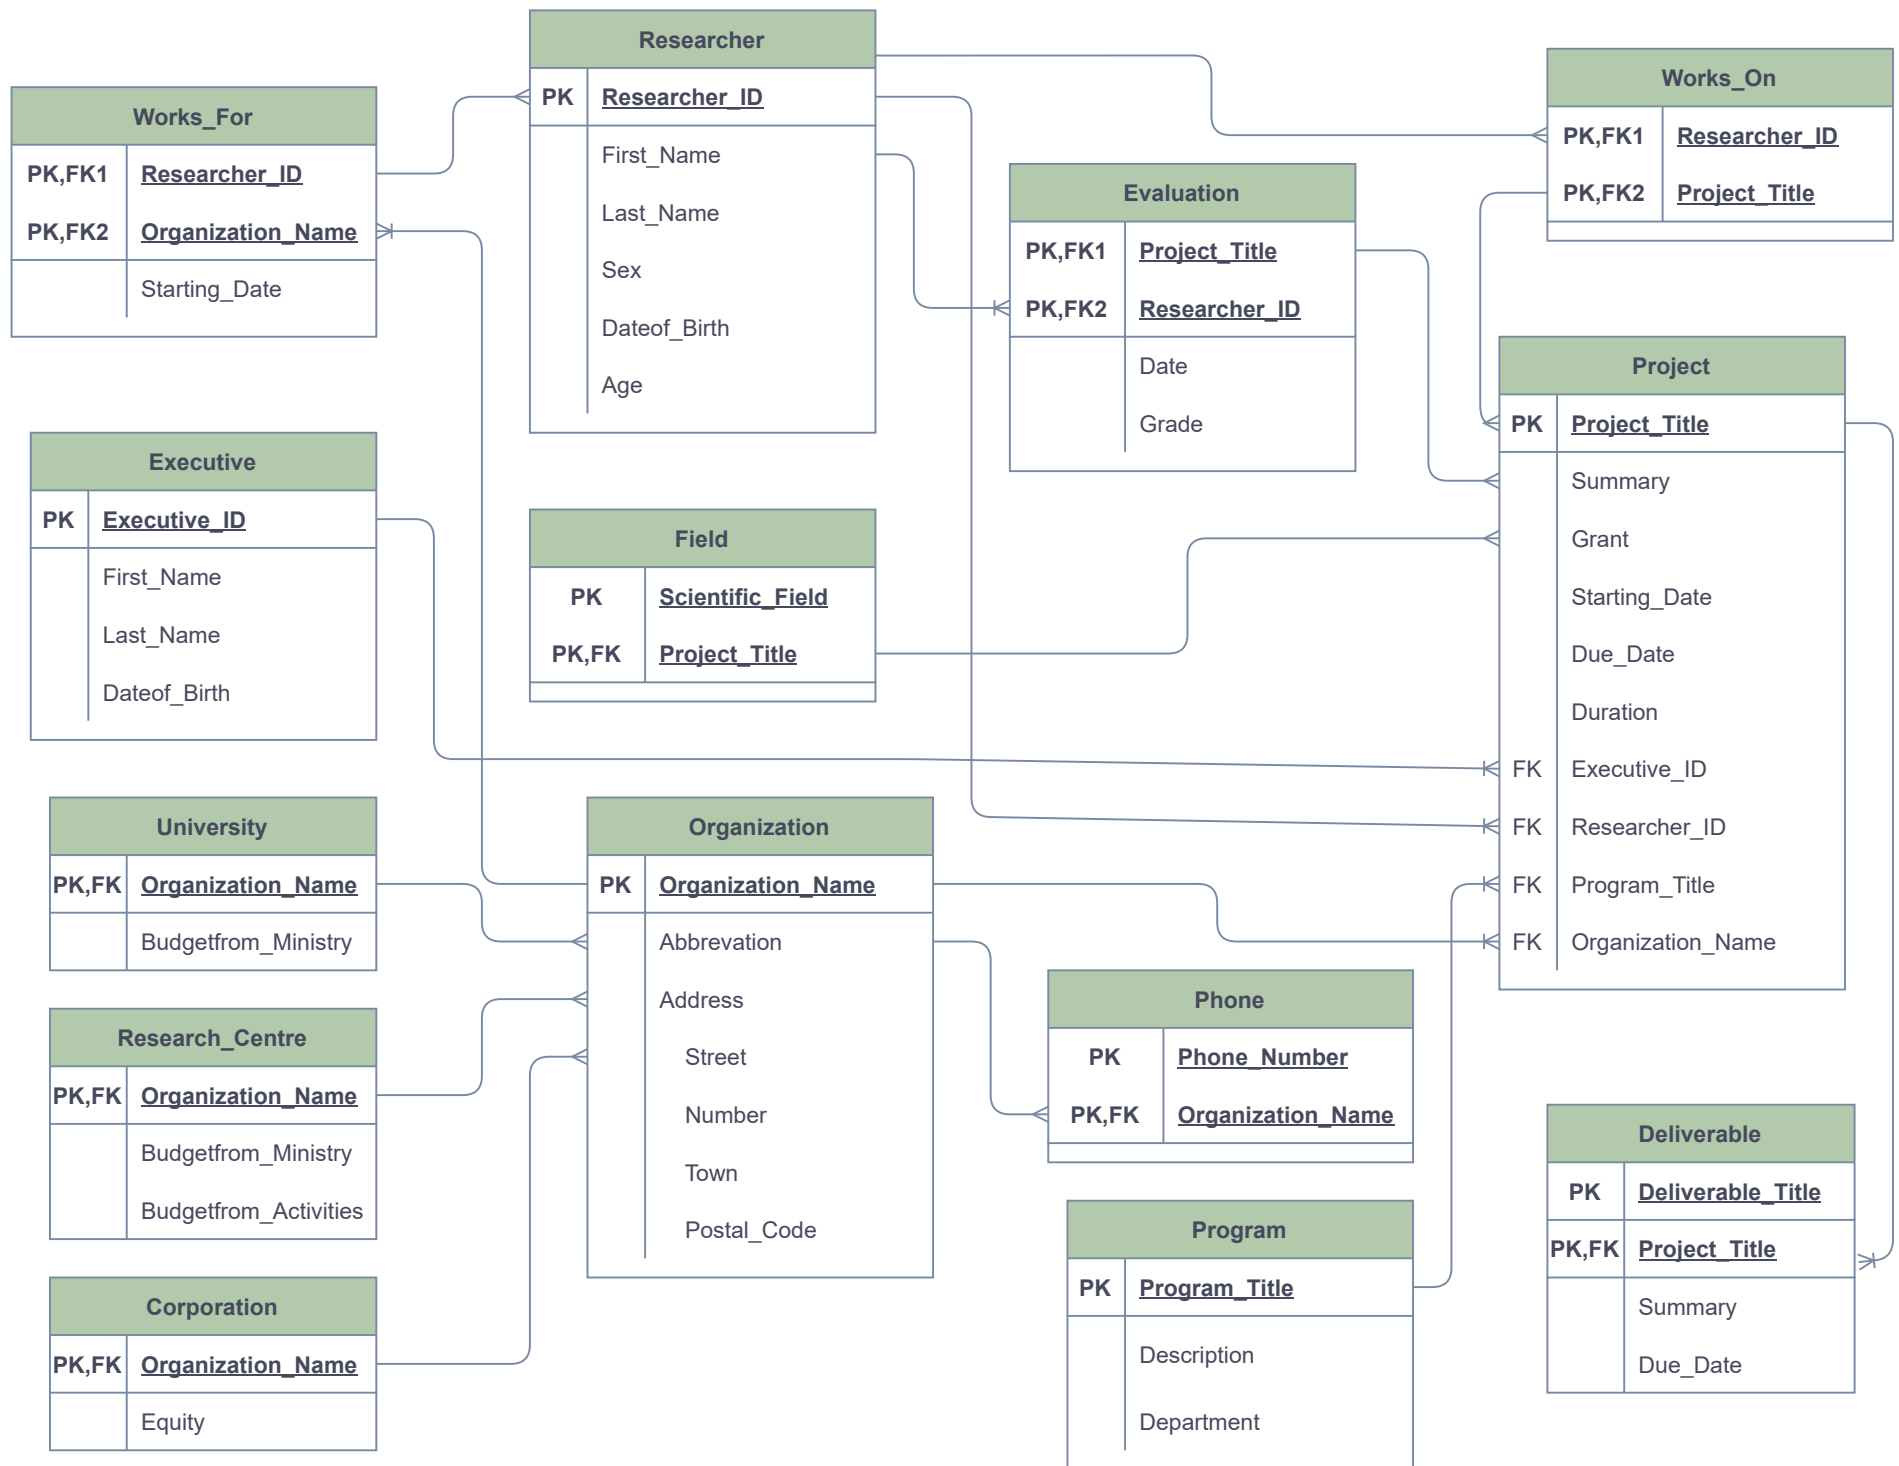 Researcher
PK Researcher_ID
First_Name
Last_Name
Sex
Dateof_Birth
Age
Works_On
PK,FK1 Researcher_ID
PK,FK2 Project_Title
Works_For
PK,FK1 Researcher_ID
PK,FK2 Organization_Name
Starting_Date
Evaluation
PK,FK1 Project_Title
PK,FK2 Researcher_ID
Date
Grade
Project
PK Project_Title
Summary
Grant
Starting_Date
Due_Date
Duration
FK Executive_ID
FK Researcher_ID
FK Program_Title
FK Organization_Name
Executive
PK Executive_ID
First_Name
Last_Name
Dateof_Birth
Field
PK Scientific_Field
PK,FK Project_Title
University
PK,FK Organization_Name
Budgetfrom_Ministry
Organization
PK Organization_Name
Abbrevation
Address
Street
Number
Town
Postal_Code
Phone
PK Phone_Number
PK,FK Organization_Name
Research_Centre
PK,FK Organization_Name
Budgetfrom_Ministry
Budgetfrom_Activities
Deliverable
PK Deliverable_Title
PK,FK Project_Title
Summary
Due_Date
Program
PK Program_Title
Description
Department
Corporation
PK,FK Organization_Name
Equity